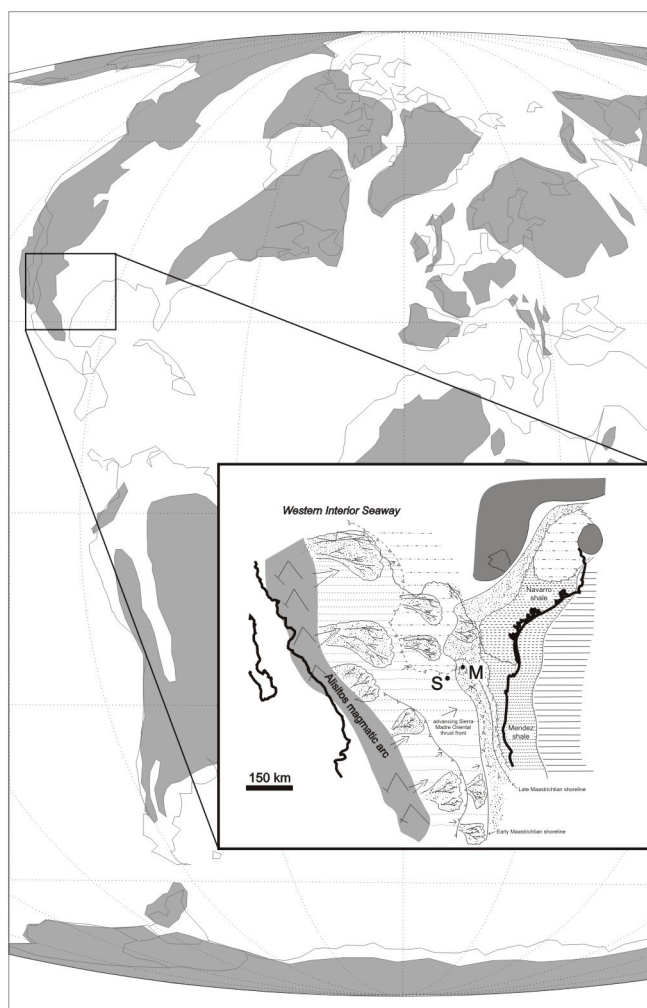 Western Interior Seaway
Navarro
shale
S
M
Alisitos magmatic arc
advancing Sierra-
Madre Oriental
thrust front
Mendez
shale
150 km
Late Maastrichtian shoreline
Early Maastrichtian shoreline